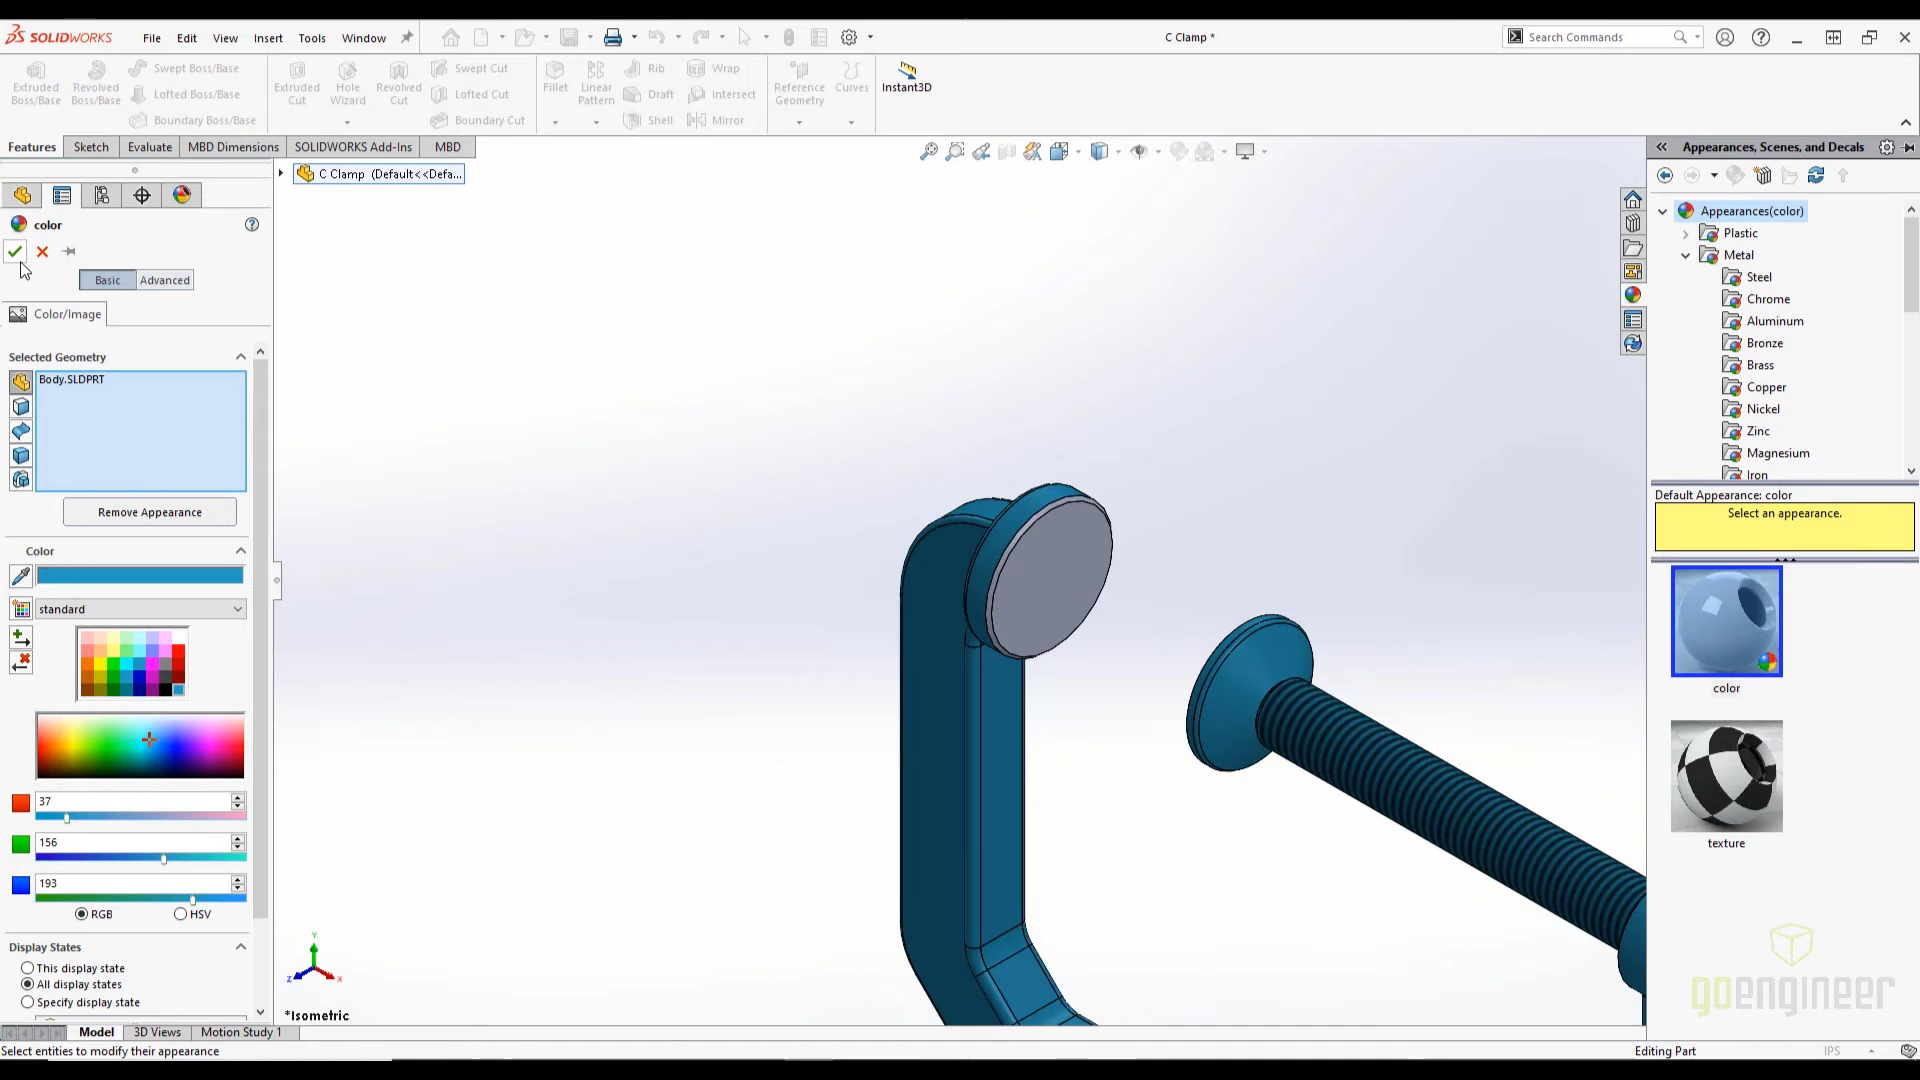 SOLIDWORKS File Edit View Insert Tools Window C Clamp * Search Commands
Extruded Boss/Base
Revolved Boss/Base
Swept Boss/Base
Lofted Boss/Base
Boundary Boss/Base
Extruded Cut
Hole Wizard
Revolved Cut
Swept Cut
Lofted Cut
Boundary Cut
Fillet
Linear Pattern
Rib
Draft
Shell
Wrap
Intersect
Mirror
Reference Geometry
Curves
Instant3D
Features Sketch Evaluate MBD Dimensions SOLIDWORKS Add-Ins MBD
C Clamp (Default<<Defa...
color
Basic Advanced
Color/Image
Selected Geometry
Body.SLDPRT
Remove Appearance
Color
standard
37
156
193
RGB HSV
Display States
This display state
All display states
Specify display state
Y
Z X
*Isometric
Model 3D Views Motion Study 1
Select entities to modify their appearance
Editing Part IPS
Appearances, Scenes, and Decals
Appearances(color)
Plastic
Metal
Steel
Chrome
Aluminum
Bronze
Brass
Copper
Nickel
Zinc
Magnesium
Iron
Default Appearance: color
Select an appearance.
color
texture
goengineer